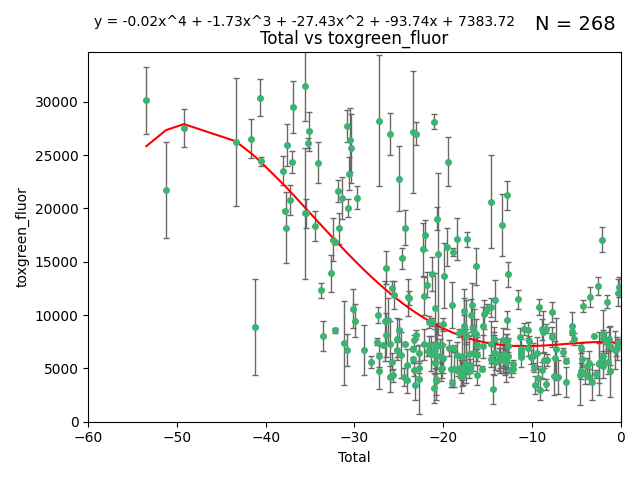 y = -0.02x^4 + -1.73x^3 + -27.43x^2 + -93.74x + 7383.72
N = 268
Total vs toxgreen_fluor
toxgreen_fluor
30000
25000
20000
15000
10000
5000
0
−60
−50
−40
−30
−20
−10
0
Total